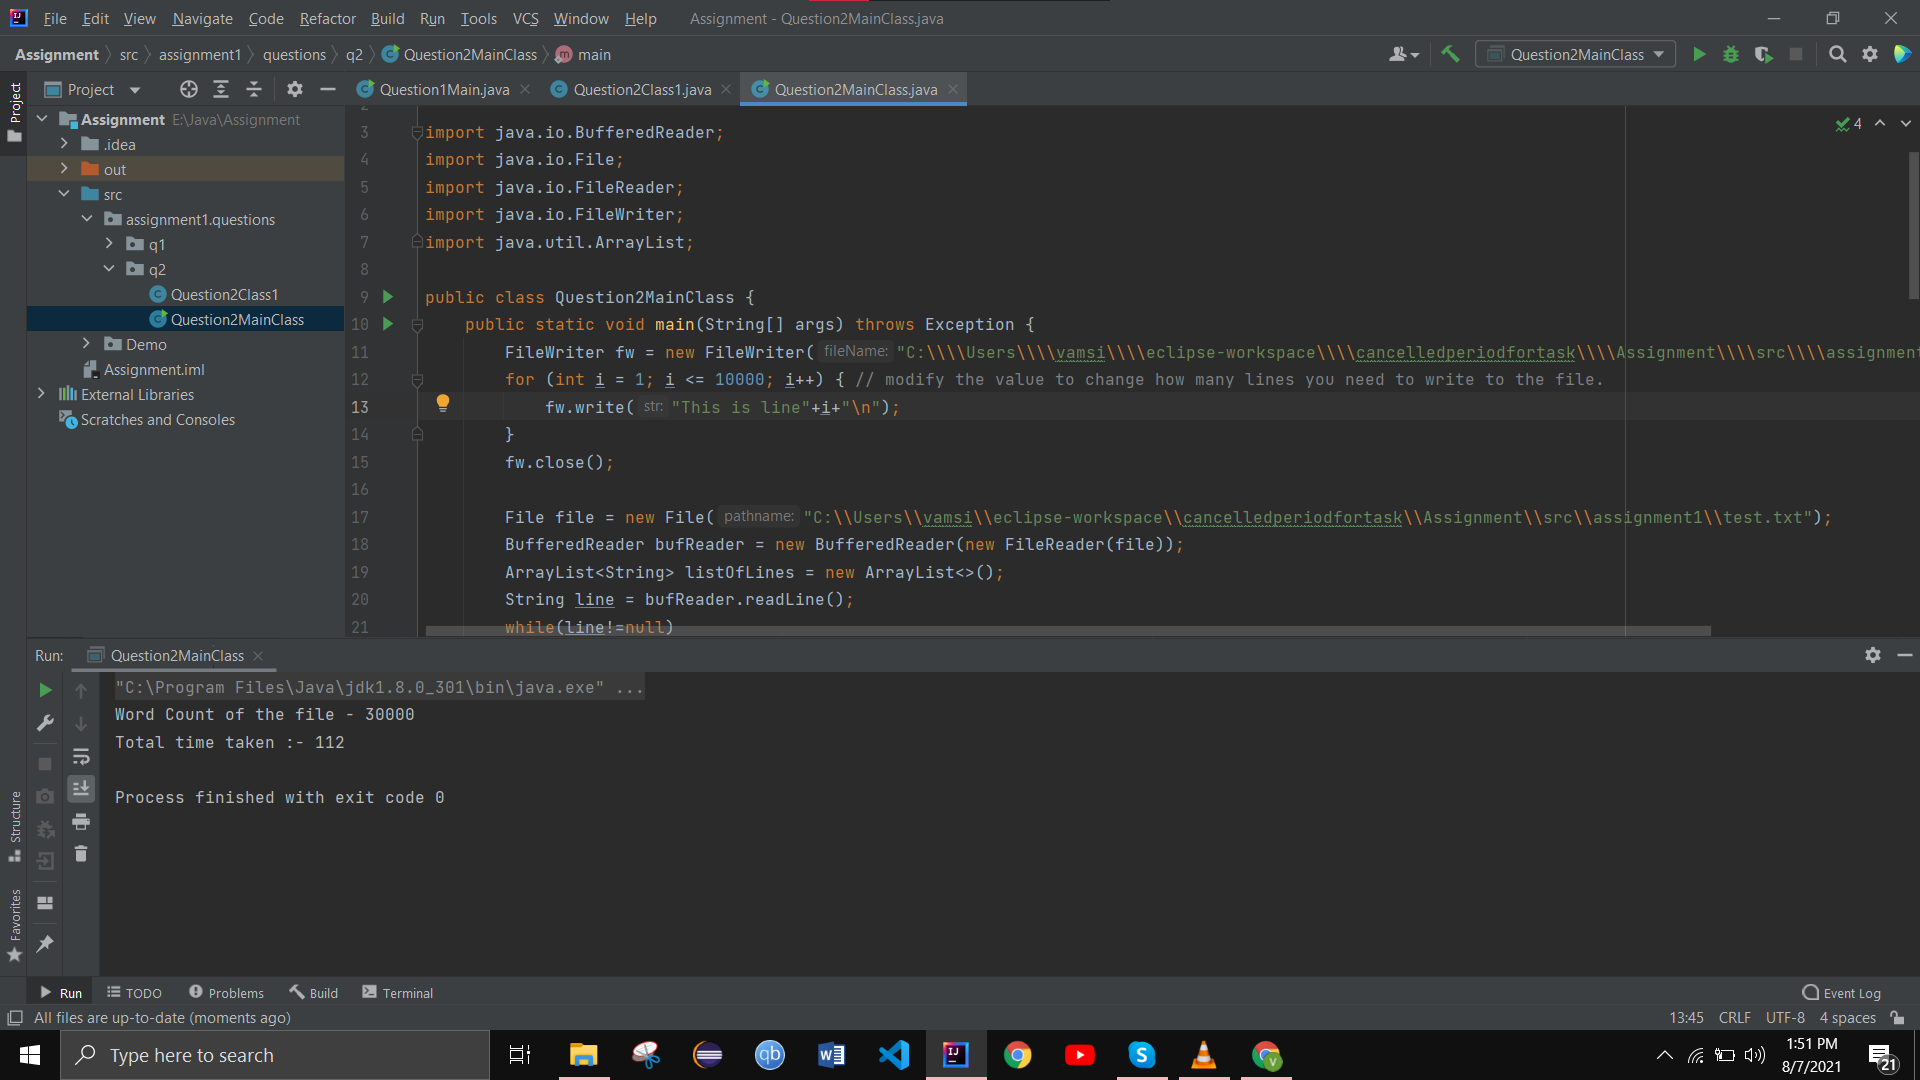 File Edit View Navigate Code Refactor Build Run Tools VCS Window Help Assignment - Question2MainClass.java
Assignment src assignment1 questions q2 Question2MainClass main Question2MainClass
Project Question1Main.java Question2Class1.java Question2MainClass.java
Project
Assignment E:\Java\Assignment
.idea
out
src
assignment1.questions
q1
q2
Question2Class1
Question2MainClass
Demo
Assignment.iml
External Libraries
Scratches and Consoles
4
3 import java.io.BufferedReader;
4 import java.io.File;
5 import java.io.FileReader;
6 import java.io.FileWriter;
7 import java.util.ArrayList;
8
9 public class Question2MainClass {
10 public static void main(String[] args) throws Exception {
11 FileWriter fw = new FileWriter( fileName: "C:\\\\Users\\\\vamsi\\\\eclipse-workspace\\\\cancelledperiodfortask\\\\Assignment\\\\src\\\\assignment
12 for (int i = 1; i <= 10000; i++) { // modify the value to change how many lines you need to write to the file.
13 fw.write( str: "This is line"+i+"\n");
14 }
15 fw.close();
16
17 File file = new File( pathname: "C:\\Users\\vamsi\\eclipse-workspace\\cancelledperiodfortask\\Assignment\\src\\assignment1\\test.txt");
18 BufferedReader bufReader = new BufferedReader(new FileReader(file));
19 ArrayList<String> listOfLines = new ArrayList<>();
20 String line = bufReader.readLine();
21 while(line!=null)
Run: Question2MainClass
"C:\Program Files\Java\jdk1.8.0_301\bin\java.exe" ...
Word Count of the file - 30000
Total time taken :- 112
Process finished with exit code 0
Structure
Favorites
Run TODO Problems Build Terminal Event Log
All files are up-to-date (moments ago) 13:45 CRLF UTF-8 4 spaces
Type here to search
1:51 PM
8/7/2021
21